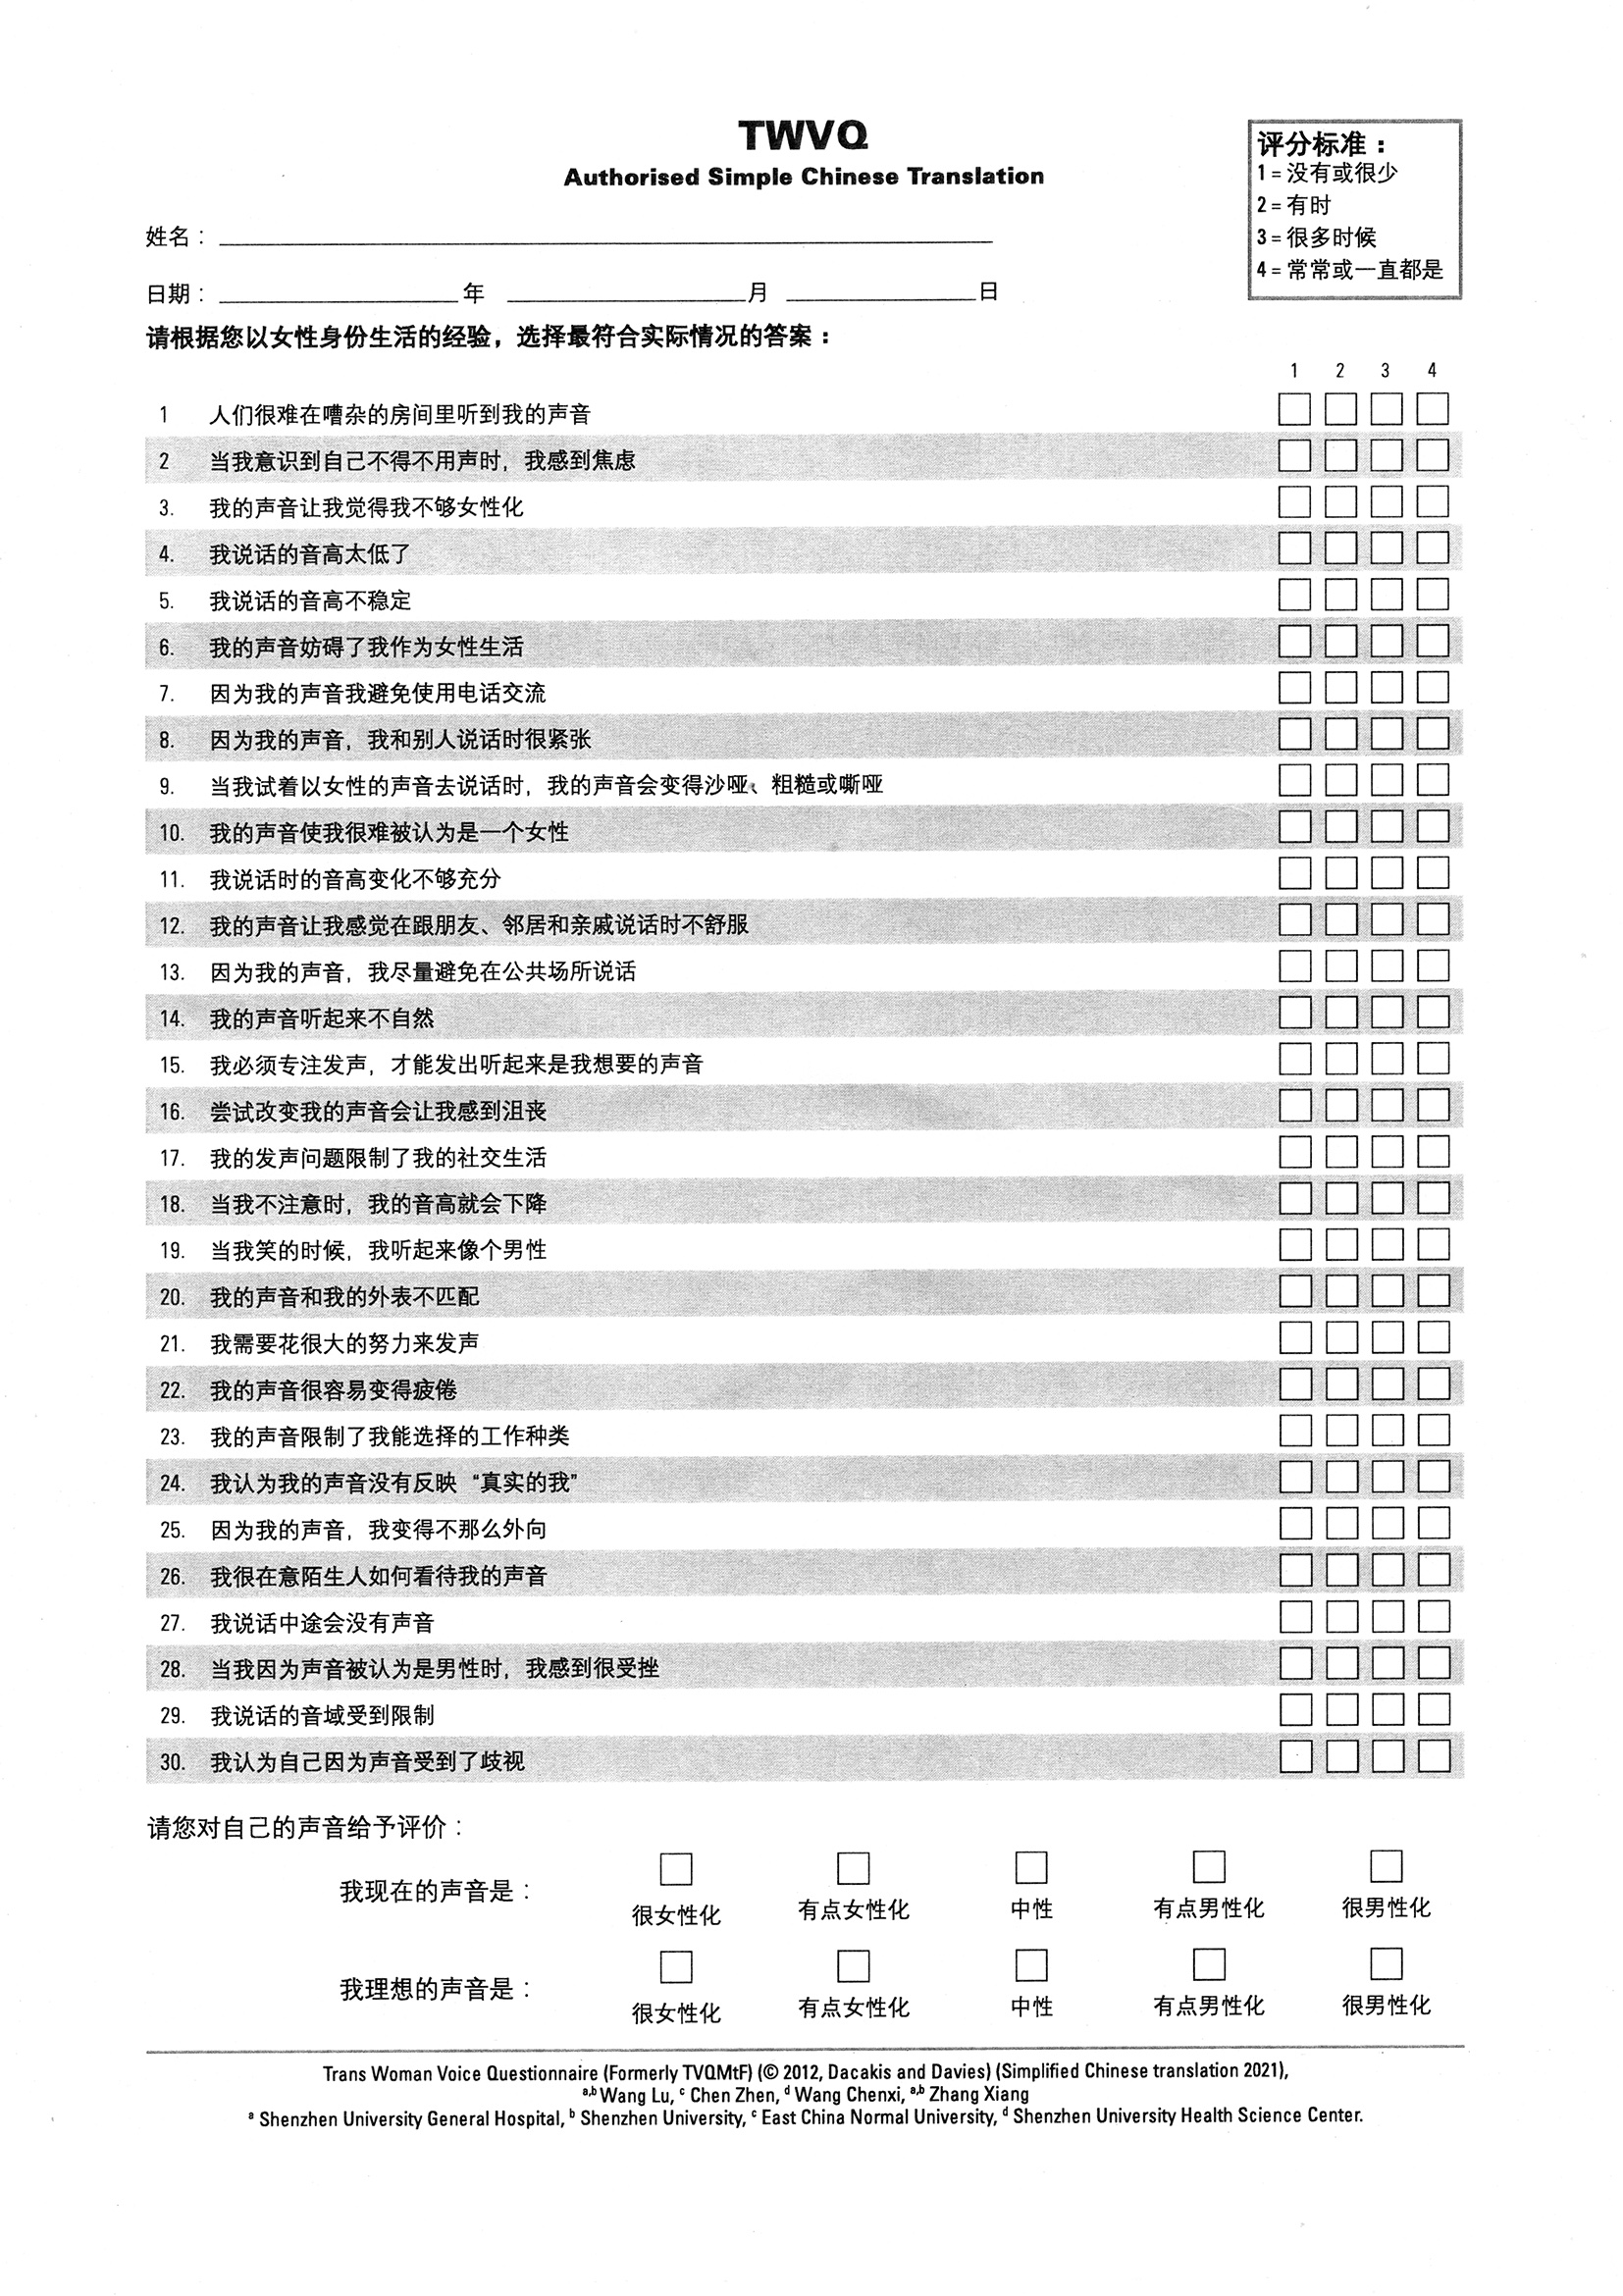 TWVQ
Authorised Simple Chinese Translation
评分标准：
1 = 没有或很少
2 = 有时
3 = 很多时候
4 = 常常或一直都是
姓名：
日期： 年 月 日
请根据您以女性身份生活的经验，选择最符合实际情况的答案：
1 2 3 4
1 人们很难在嘈杂的房间里听到我的声音
2 当我意识到自己不得不用声时，我感到焦虑
3. 我的声音让我觉得我不够女性化
4. 我说话的音高太低了
5. 我说话的音高不稳定
6. 我的声音妨碍了我作为女性生活
7. 因为我的声音我避免使用电话交流
8. 因为我的声音，我和别人说话时很紧张
9. 当我试着以女性的声音去说话时，我的声音会变得沙哑、粗糙或嘶哑
10. 我的声音使我很难被认为是一个女性
11. 我说话时的音高变化不够充分
12. 我的声音让我感觉在跟朋友、邻居和亲戚说话时不舒服
13. 因为我的声音，我尽量避免在公共场所说话
14. 我的声音听起来不自然
15. 我必须专注发声，才能发出听起来是我想要的声音
16. 尝试改变我的声音会让我感到沮丧
17. 我的发声问题限制了我的社交生活
18. 当我不注意时，我的音高就会下降
19. 当我笑的时候，我听起来像个男性
20. 我的声音和我的外表不匹配
21. 我需要花很大的努力来发声
22. 我的声音很容易变得疲倦
23. 我的声音限制了我能选择的工作种类
24. 我认为我的声音没有反映“真实的我”
25. 因为我的声音，我变得不那么外向
26. 我很在意陌生人如何看待我的声音
27. 我说话中途会没有声音
28. 当我因为声音被认为是男性时，我感到很受挫
29. 我说话的音域受到限制
30. 我认为自己因为声音受到了歧视
请您对自己的声音给予评价：
我现在的声音是： 很女性化 有点女性化 中性 有点男性化 很男性化
我理想的声音是： 很女性化 有点女性化 中性 有点男性化 很男性化
Trans Woman Voice Questionnaire (Formerly TVQMtF) (© 2012, Dacakis and Davies) (Simplified Chinese translation 2021),
a,b Wang Lu, c Chen Zhen, d Wang Chenxi, a,b Zhang Xiang
a Shenzhen University General Hospital, b Shenzhen University, c East China Normal University, d Shenzhen University Health Science Center.